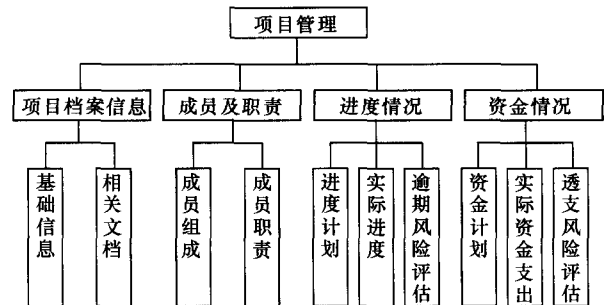 项目管理
项目档案信息
成员及职责
进度情况
资金情况
基础信息
相关文档
成员组成
成员职责
进度计划
实际进度
逾期风险评估
资金计划
实际资金支出
透支风险评估